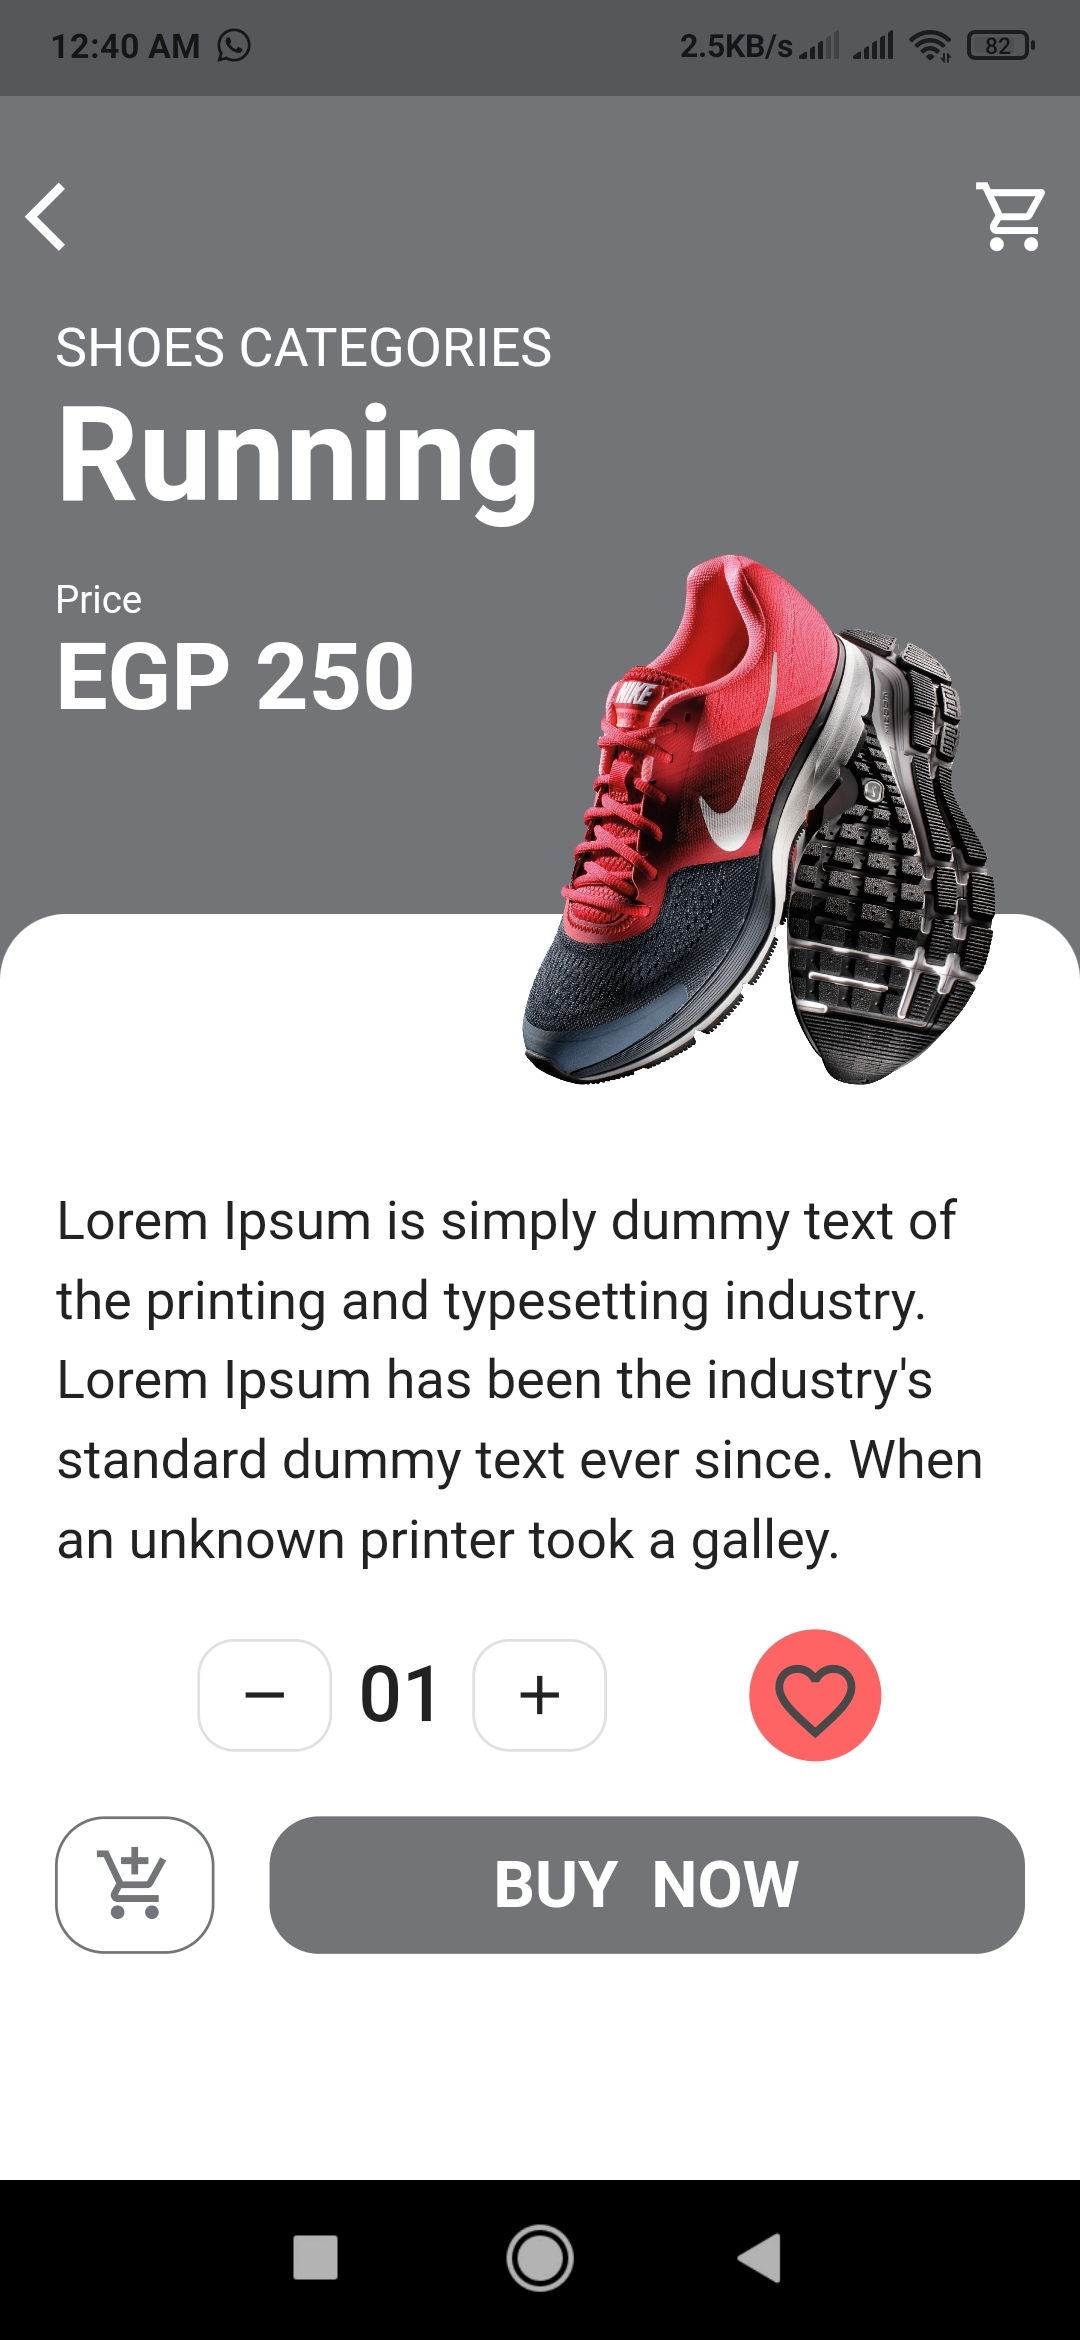 12:40 AM
2.5KB/s
82
SHOES CATEGORIES
Running
Price
EGP 250
NIKE
Lorem Ipsum is simply dummy text of
the printing and typesetting industry.
Lorem Ipsum has been the industry's
standard dummy text ever since. When
an unknown printer took a galley.
01
BUY NOW